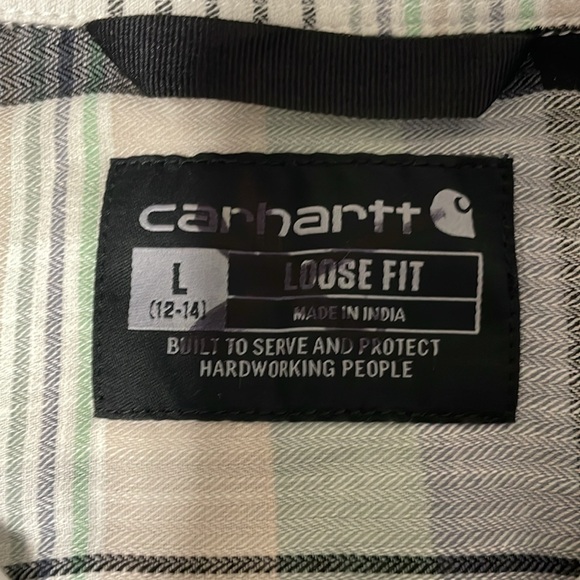 carhartt
L
(12-14)
LOOSE FIT
MADE IN INDIA
BUILT TO SERVE AND PROTECT
HARDWORKING PEOPLE